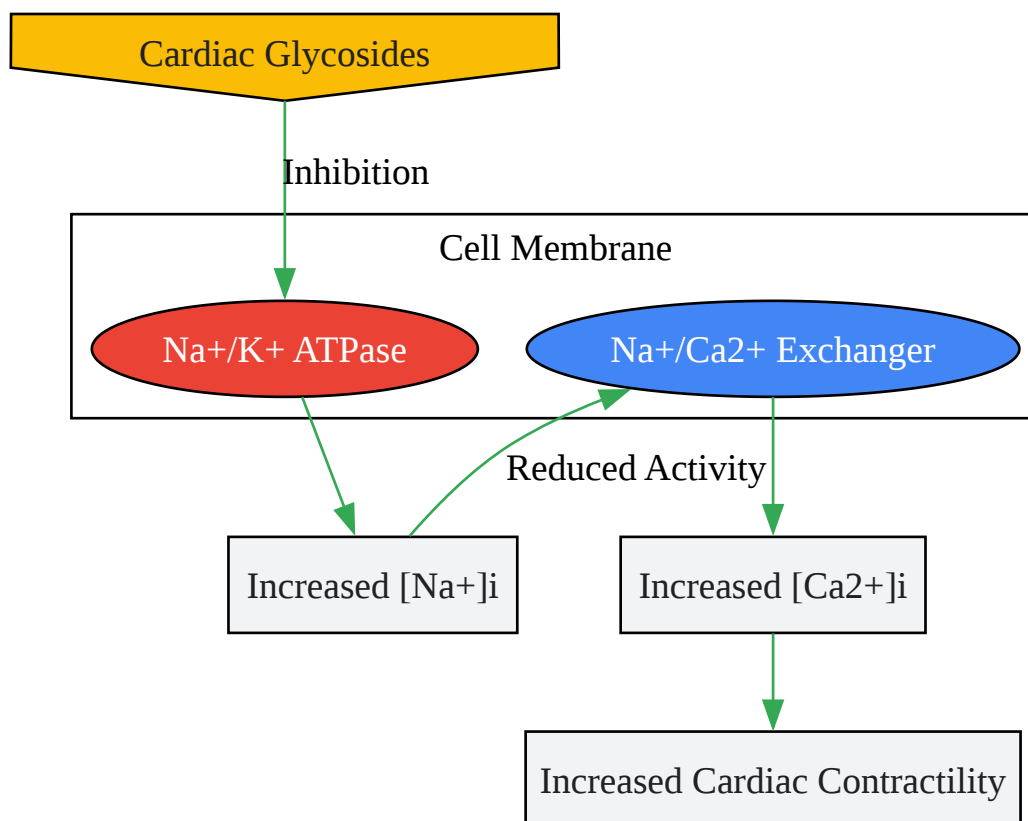 Cardiac Glycosides
Inhibition
Cell Membrane
Na+/K+ ATPase
Na+/Ca2+ Exchanger
Reduced Activity
Increased [Na+]i
Increased [Ca2+]i
Increased Cardiac Contractility